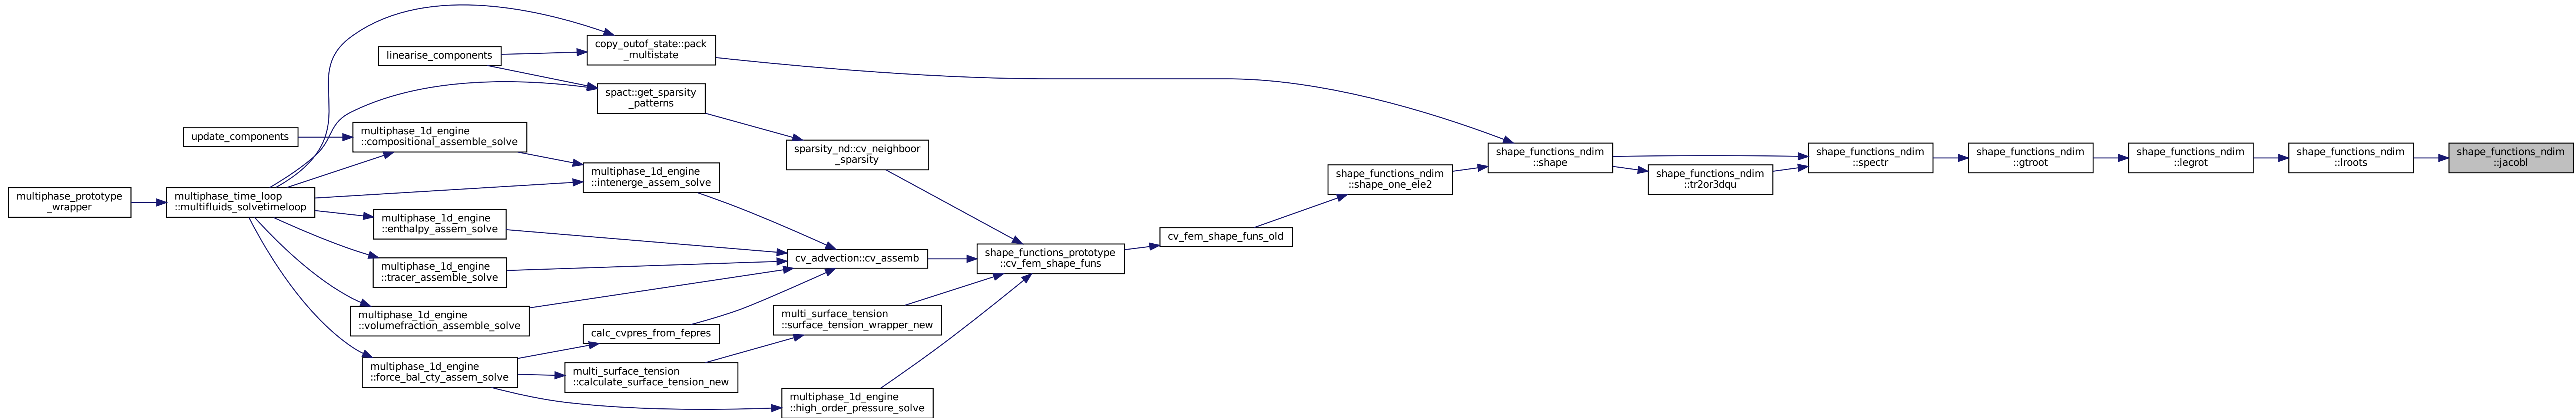 multiphase_prototype
_wrapper
multiphase_time_loop
::multifluids_solvetimeloop
update_components
linearise_components
multiphase_1d_engine
::compositional_assemble_solve
multiphase_1d_engine
::enthalpy_assem_solve
multiphase_1d_engine
::tracer_assemble_solve
multiphase_1d_engine
::volumefraction_assemble_solve
multiphase_1d_engine
::force_bal_cty_assem_solve
copy_outof_state::pack
_multistate
spact::get_sparsity
_patterns
multiphase_1d_engine
::intenerge_assem_solve
calc_cvpres_from_fepres
multi_surface_tension
::calculate_surface_tension_new
sparsity_nd::cv_neighboor
_sparsity
cv_advection::cv_assemb
multi_surface_tension
::surface_tension_wrapper_new
multiphase_1d_engine
::high_order_pressure_solve
shape_functions_prototype
::cv_fem_shape_funs
cv_fem_shape_funs_old
shape_functions_ndim
::shape_one_ele2
shape_functions_ndim
::shape
shape_functions_ndim
::tr2or3dqu
shape_functions_ndim
::spectr
shape_functions_ndim
::gtroot
shape_functions_ndim
::legrot
shape_functions_ndim
::lroots
shape_functions_ndim
::jacobl